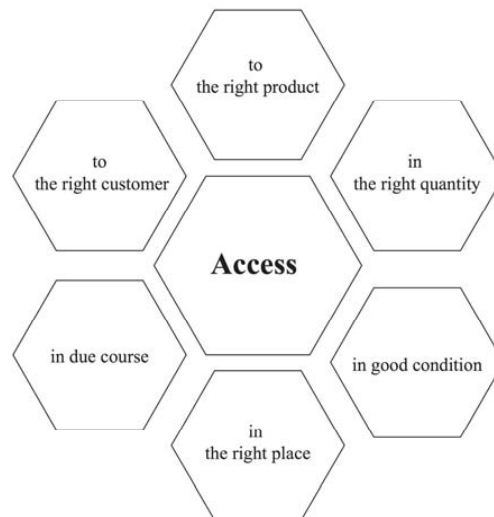 to
the right product
to
the right customer
in
the right quantity
Access
in due course
in good condition
in
the right place